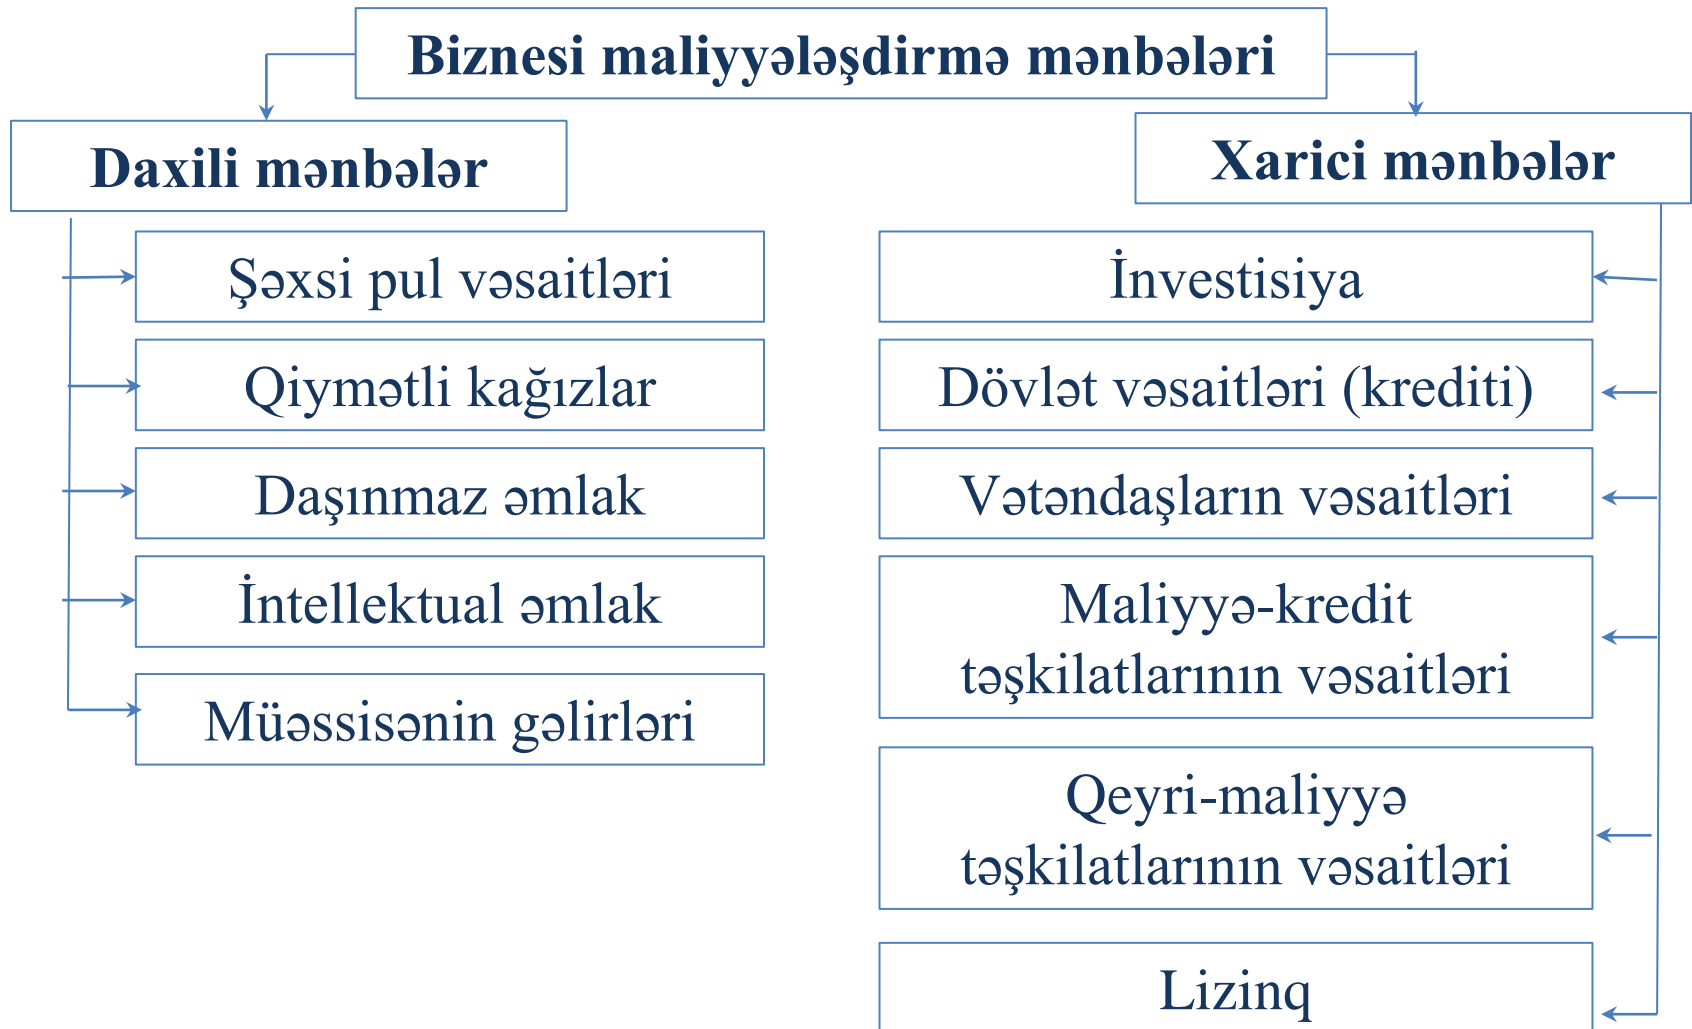 Biznesi maliyyələşdirmə mənbələri
Daxili mənbələr
Şəxsi pul vəsaitləri
Qiymətli kağızlar
Daşınmaz əmlak
İntellektual əmlak
Müəssisənin gəlirləri
Xarici mənbələr
İnvestisiya
Dövlət vəsaitləri (krediti)
Vətəndaşların vəsaitləri
Maliyyə-kredit
təşkilatlarının vəsaitləri
Qeyri-maliyyə
təşkilatlarının vəsaitləri
Lizinq